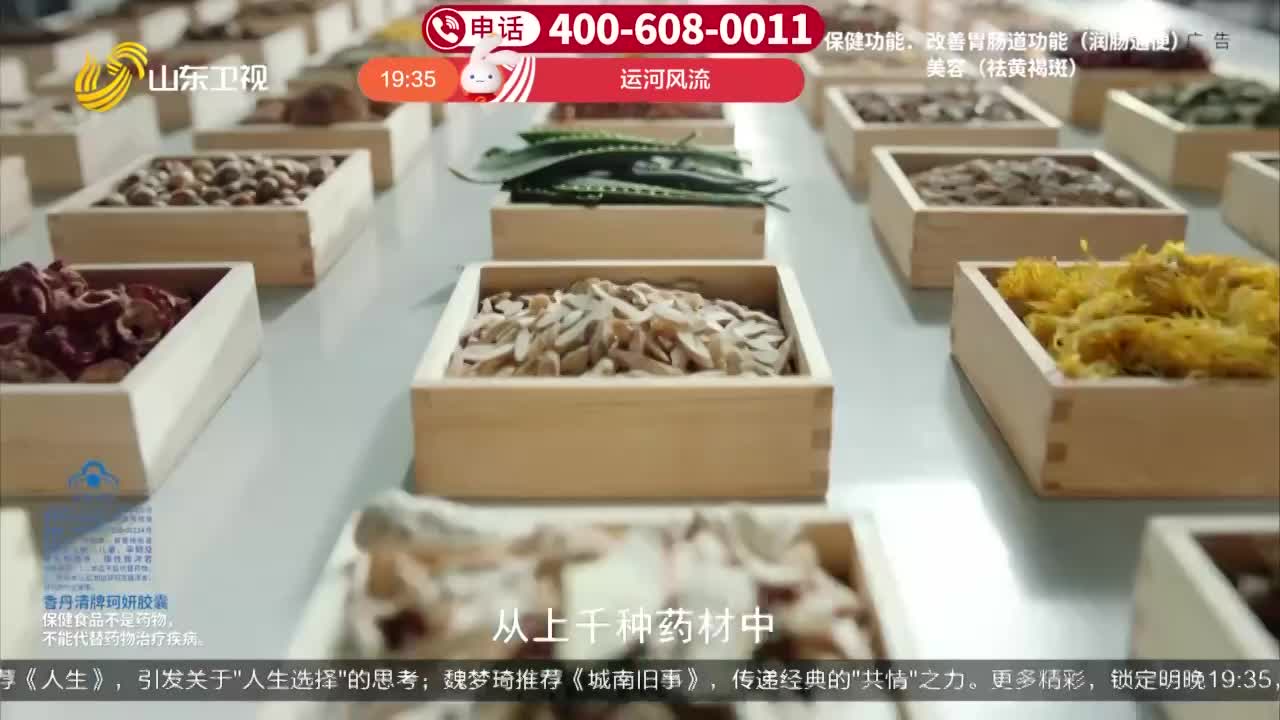 申话 400-608-0011
保健功能：改善胃肠道功能（润肠通便）广告
美容（祛黄褐斑）
山东卫视
19:35 运河风流
香丹清牌珂妍胶囊
保健食品不是药物，
不能代替药物治疗疾病。
从上千种药材中
荐《人生》，引发关于"人生选择"的思考；魏梦琦推荐《城南旧事》，传递经典的"共情"之力。更多精彩，锁定明晚19:35，